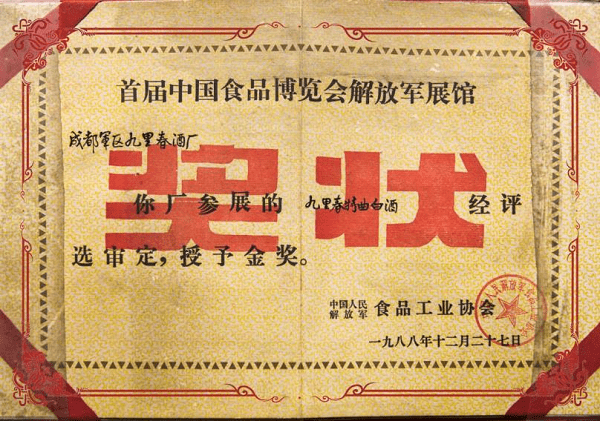 首届中国食品博览会解放军展馆
成都军区九里春酒厂
奖状
你厂参展的 九里春特曲白酒 经评
选审定,授予金奖。
中国人民
解放军 食品工业协会
一九八八年十二月二十七日